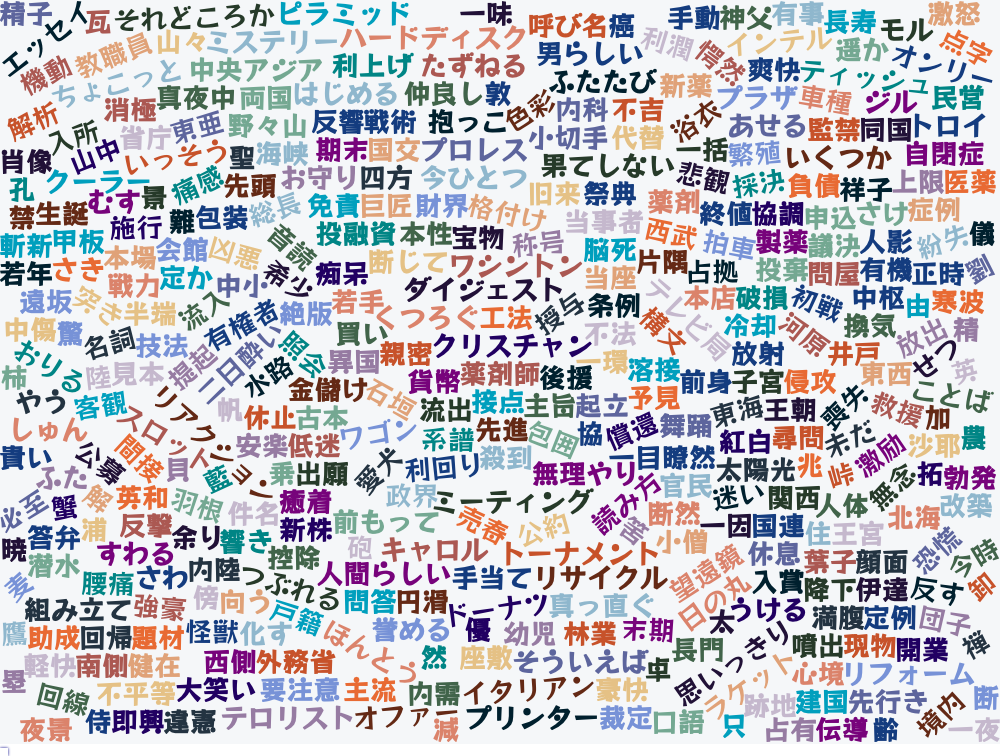 精子
エッセイ
瓦
それどころか
ピラミッド
一味
呼び名
癌
手動
神父
有事
長寿
モル
激怒
機動
教職員
山々
ミステリー
ハードディスク
男らしい
利潤
愕然
インテル
遥か
オンリー
点字
ちょこっと
中央アジア
利上げ
たずねる
ふたたび
新薬
爽快
ティッシュ
解析
消極
真夜中
両国
はじめる
仲良し
敦
色彩
内科
不吉
浴衣
プラザ
車種
ジル
民営
入所
省庁
東亜
野々山
反響
戦術
抱っこ
小切手
代替
あせる
監禁
同国
トロイ
肖像
山中
いっそう
聖
海峡
期末
国交
プロレス
果てしない
一括
繁殖
いくつか
自閉症
孔
クーラー
むす
景
痛感
先頭
お守り
四方
今ひとつ
旧来
祭典
悲観
採決
負債
祥子
上限
医薬
禁
生誕
施行
難
包装
総長
免責
巨匠
財界
格付け
当事者
薬剤
終値
協調
申込
さけ
症例
斬新
甲板
本場
会館
凶悪
音読
投融資
本性
宝物
称号
脳死
西武
拍車
製薬
議決
人影
紛失
儀
若年
さき
戦力
定か
中小
希少
痴呆
断じて
ワシントン
当座
片隅
占拠
投棄
問屋
有機
正時
劉
遠坂
突き
半端
流入
有権者
絶版
若手
ダイジェスト
授与
条例
テレビ局
本店
破損
初戦
中枢
由
寒波
中傷
驚
名詞
技法
提起
二日酔い
照会
買い
くつろぐ
工法
不法
横文
冷却
河原
換気
放出
精
おりる
柿
陸
見本
水路
異国
親密
クリスチャン
一環
溶接
放射
井戸
せつ
英
やう
客観
リアクション
帆
金儲け
石垣
貨幣
薬剤師
後援
予見
前身
子宮
侵攻
東西
ことば
しゅん
スロット
休止
古本
流出
接点
主旨
起立
東海
王朝
喪失
救援
加
貴い
公募
間接
安楽
低迷
ワゴン
系譜
先進
包囲
協
償還
舞踊
紅白
尋問
未だ
沙耶
農
ふた
貝
藍
乗
出願
愛犬
利回り
殺到
無理やり
一目瞭然
太陽光
兆
峠
激励
拓
勃発
必至
蟹
解
英和
羽根
件名
癒着
政界
ミーティング
読み方
官民
迷い
関西
人体
無念
改築
暁
答弁
浦
反撃
余り
響き
新株
前もって
売春
公約
断然
一因
国連
住
王宮
北海
麦
潜水
すわる
控除
砲
キャロル
トーナメント
小僧
休息
葉子
顔面
恐慌
今時
腰痛
さわ
内陸
つぶれる
人間らしい
手当て
リサイクル
望遠鏡
入賞
降下
伊達
反す
卸
組み立て
強豪
傍
向う
戸籍
問答
円滑
ドーナツ
真っ直ぐ
日の丸
太
うける
満腹
定例
団子
鷹
助成
回帰
題材
怪獣
化す
ほんとう
誉める
優
幼児
林業
末期
長門
思いっきり
噴出
現物
開業
禅
塁
軽快
南側
健在
西側
外務省
然
座敷
そういえば
卓
ラケット
心境
リフォーム
回線
不平等
大笑い
要注意
主流
内需
イタリアン
豪快
跡地
建国
先行き
断
夜景
侍
即興
違憲
テロリスト
オファー
減
プリンター
裁定
口語
只
占有
伝導
齢
境内
一夜